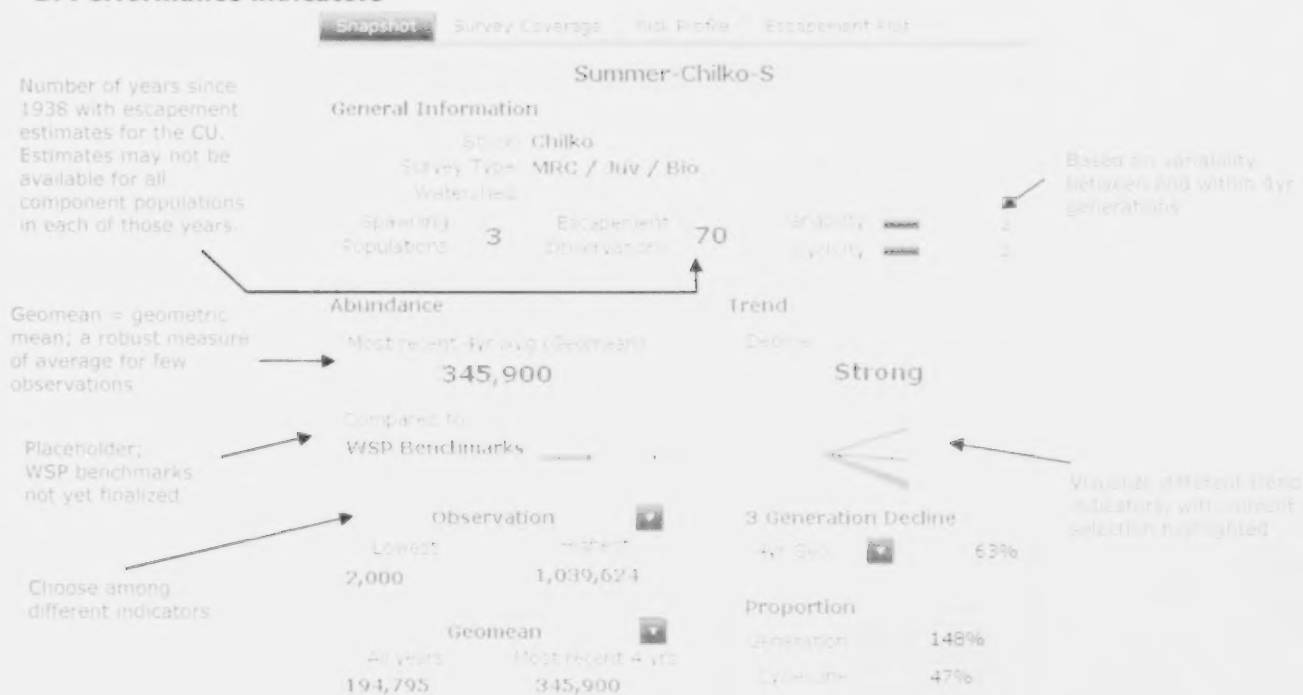 Performance Indicators
Snapshot Survey Coverage Risk Profile Escapement Plot
Summer-Chilko-S
Number of years since
1938 with escapement
estimates for the CU.
Estimates may not be
available for all
component populations
in each of those years
General Information
Stock Chilko
Survey Type MRC / Juv / Bio
Watershed
Spawning
Populations 3
Escapement
Observations 70
Variability 2
Cyclicity 2
Based on variability
between and within 4yr
generations
Geomean = geometric
mean; a robust measure
of average for few
observations
Abundance
Most recent 4yr avg (Geomean)
345,900
Trend
Decline
Strong
Placeholder;
WSP benchmarks
not yet finalized
Compared to
WSP Benchmarks
Visualize different trend
indicators, with current
selection highlighted
Choose among
different indicators
Observation
Lowest Highest
2,000 1,039,624
Geomean
All years Most recent 4 yrs
194,795 345,900
3 Generation Decline
4yr Geo 63%
Proportion
Generation 148%
Cycle Line 47%